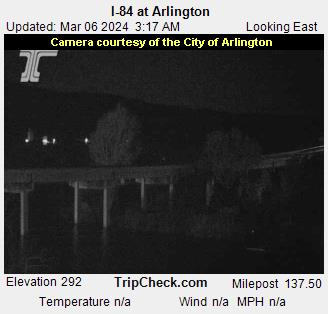 I-84 at Arlington
Updated: Mar 06 2024 3:17 AM Looking East
Camera courtesy of the City of Arlington
Elevation 292 TripCheck.com Milepost 137.50
Temperature n/a Wind n/a MPH n/a